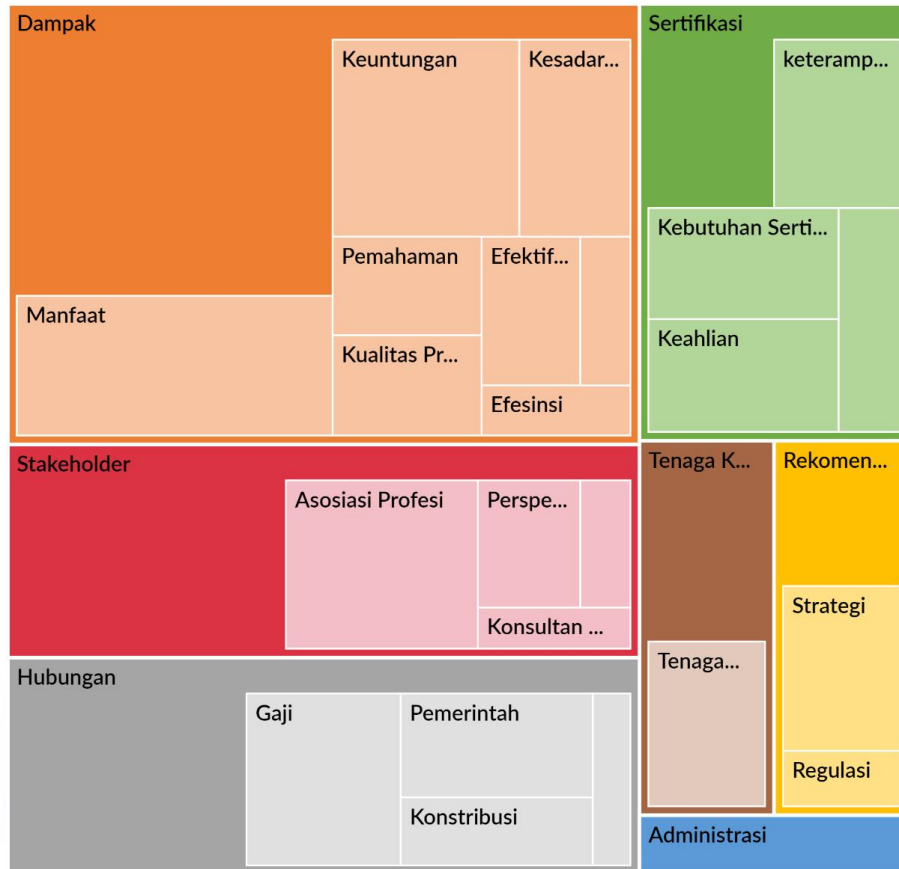 Dampak
Keuntungan
Kesadar...
Pemahaman
Efektif...
Manfaat
Kualitas Pr...
Efesinsi
Sertifikasi
keteramp...
Kebutuhan Serti...
Keahlian
Stakeholder
Asosiasi Profesi
Perspe...
Konsultan ...
Tenaga K...
Tenaga...
Rekomen...
Strategi
Regulasi
Hubungan
Gaji
Pemerintah
Konstribusi
Administrasi